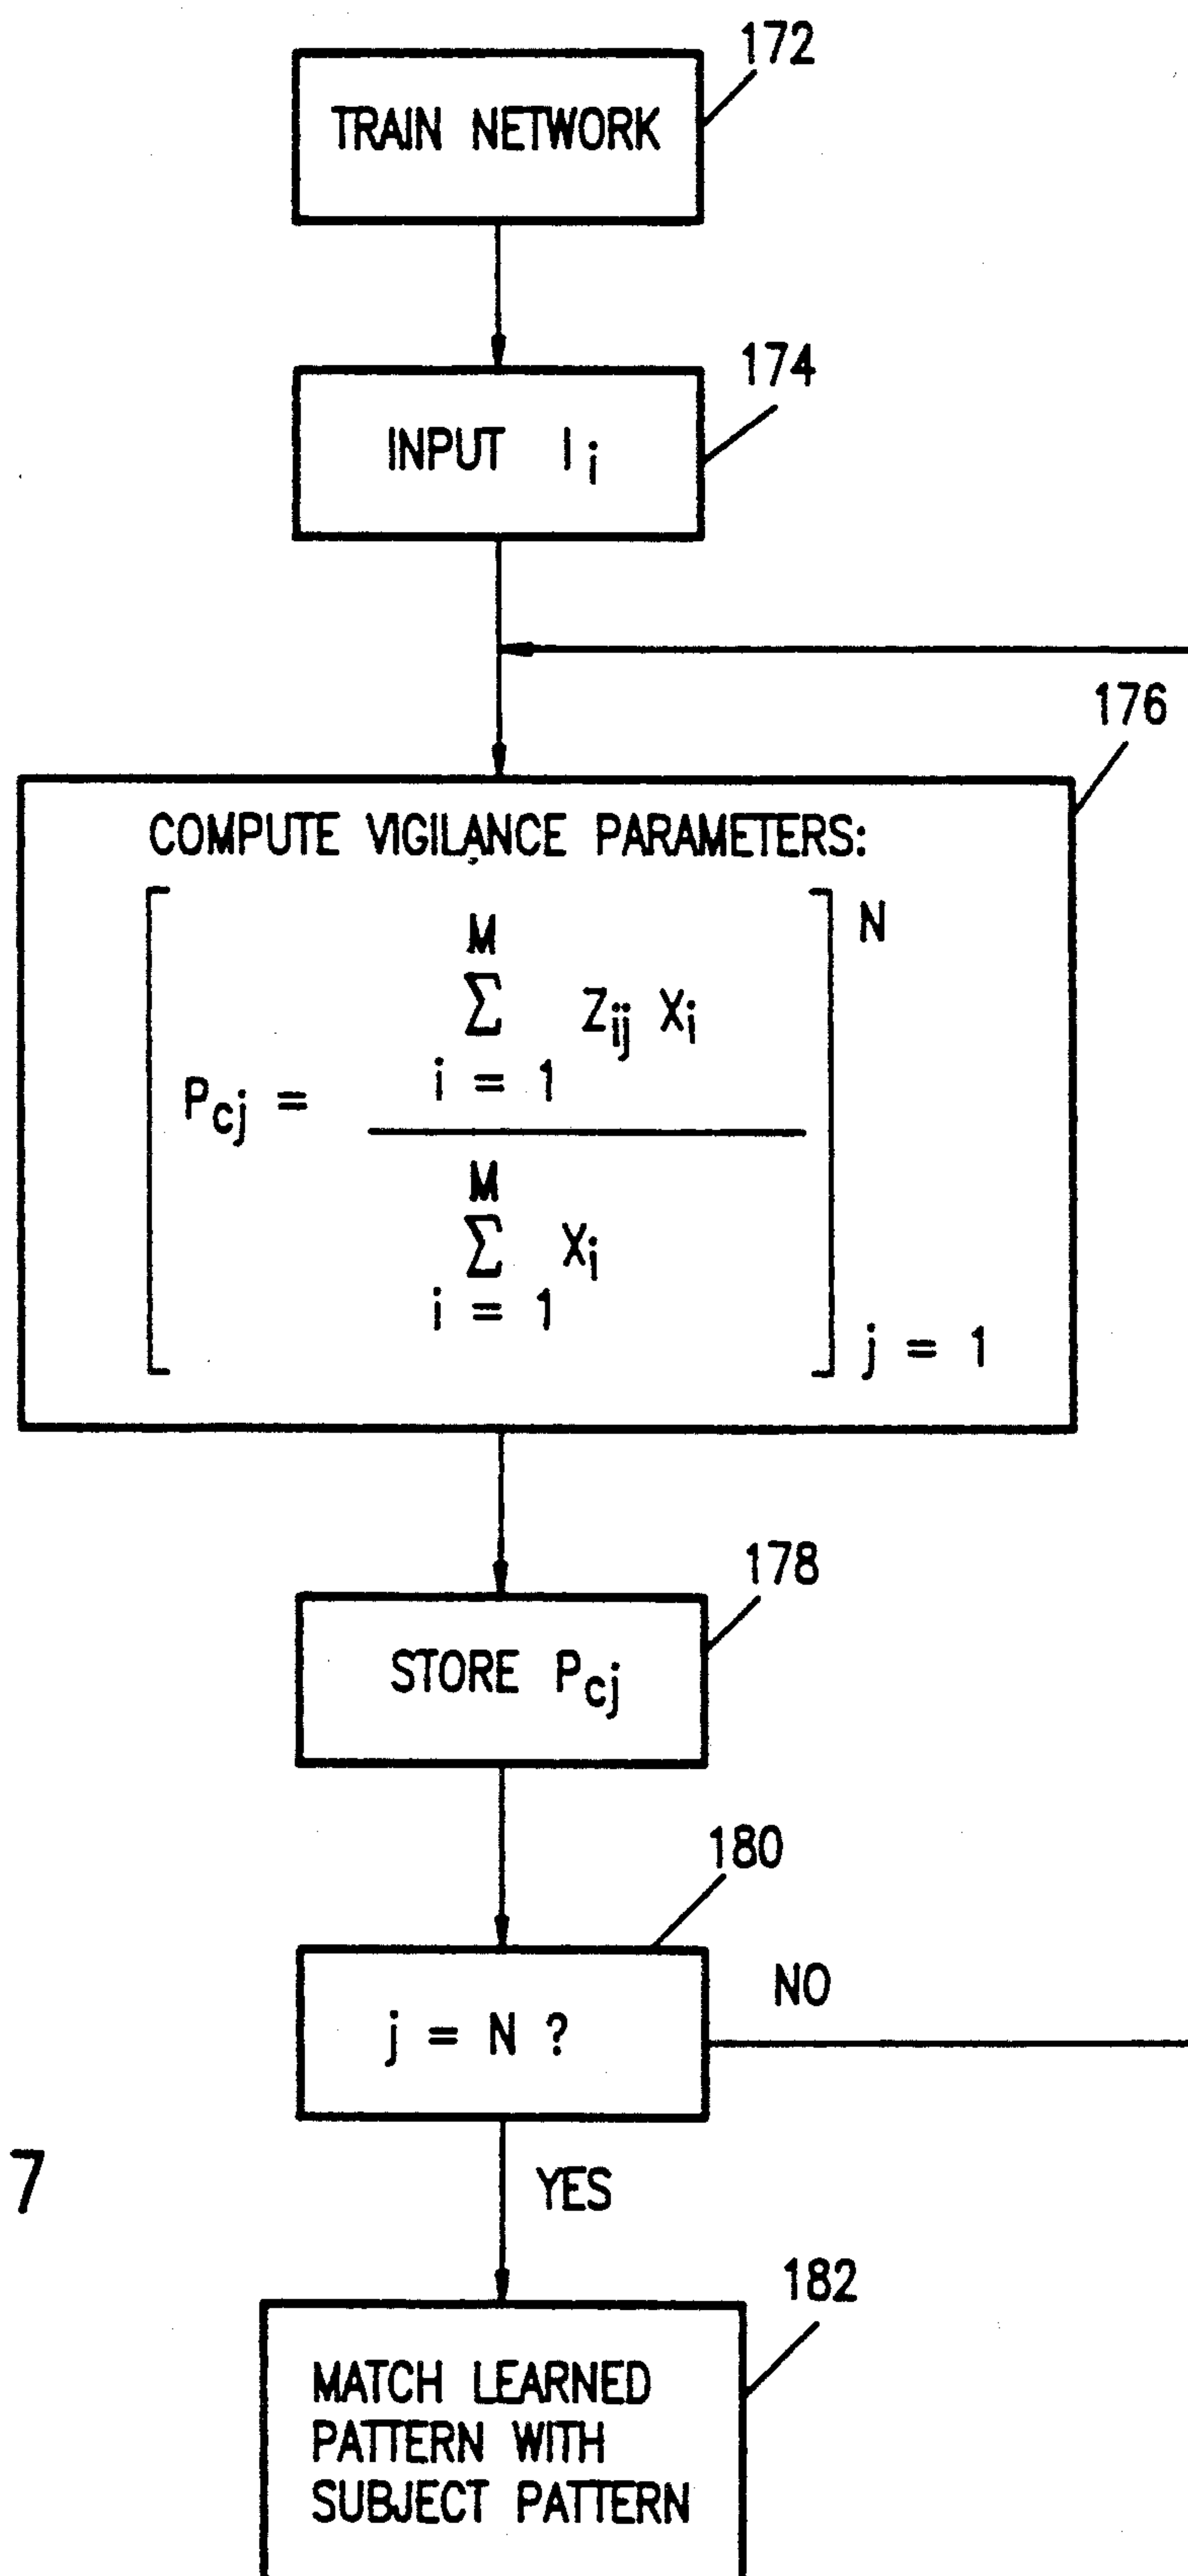 172
TRAIN NETWORK
174
INPUT I_i
176
COMPUTE VIGILANCE PARAMETERS:
M
N
Σ Z_ij X_i
i = 1
P_cj =
M
Σ X_i
i = 1
j = 1
178
STORE P_cj
180
j = N ?
NO
7
YES
182
MATCH LEARNED
PATTERN WITH
SUBJECT PATTERN